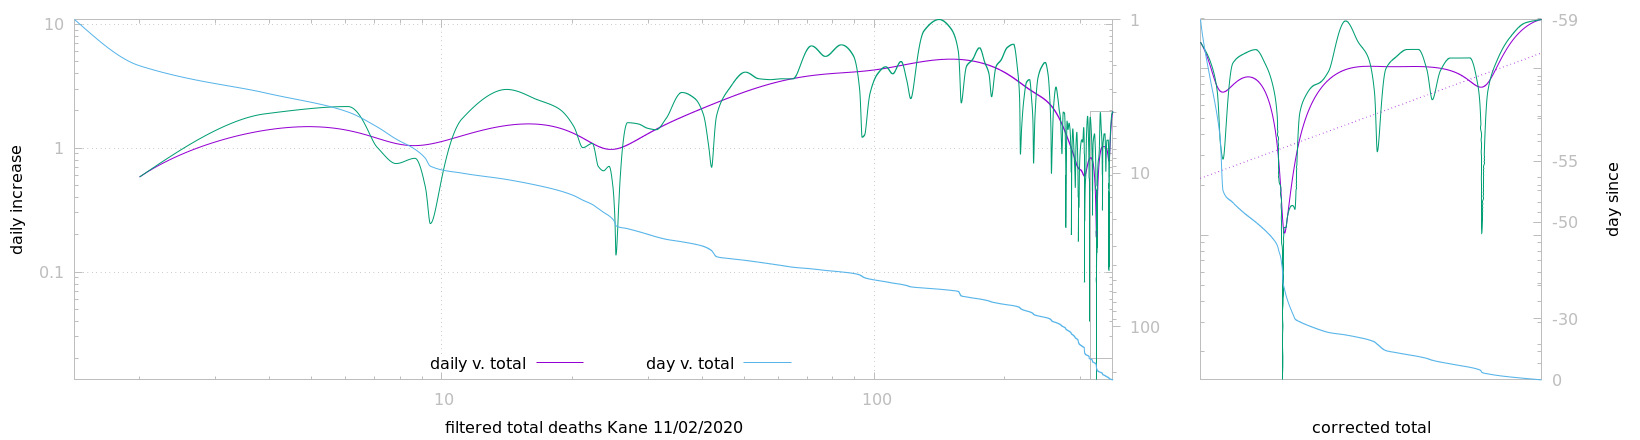 10
1
0.1
daily increase
1
10
100
daily v. total
day v. total
10
100
filtered total deaths Kane 11/02/2020
-59
-55
-50
-30
0
day since
corrected total